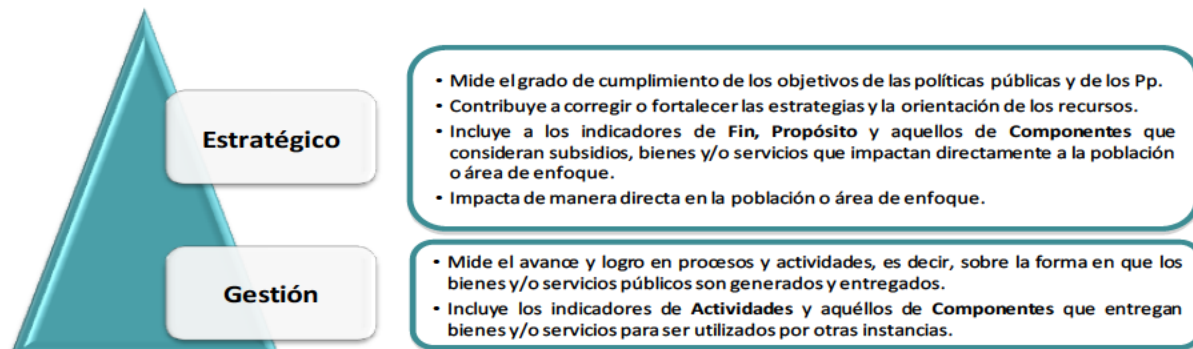 Estratégico
• Mide el grado de cumplimiento de los objetivos de las políticas públicas y de los Pp.
• Contribuye a corregir o fortalecer las estrategias y la orientación de los recursos.
• Incluye a los indicadores de Fin, Propósito y aquellos de Componentes que
consideran subsidios, bienes y/o servicios que impactan directamente a la población
o área de enfoque.
• Impacta de manera directa en la población o área de enfoque.
Gestión
• Mide el avance y logro en procesos y actividades, es decir, sobre la forma en que los
bienes y/o servicios públicos son generados y entregados.
• Incluye los indicadores de Actividades y aquéllos de Componentes que entregan
bienes y/o servicios para ser utilizados por otras instancias.